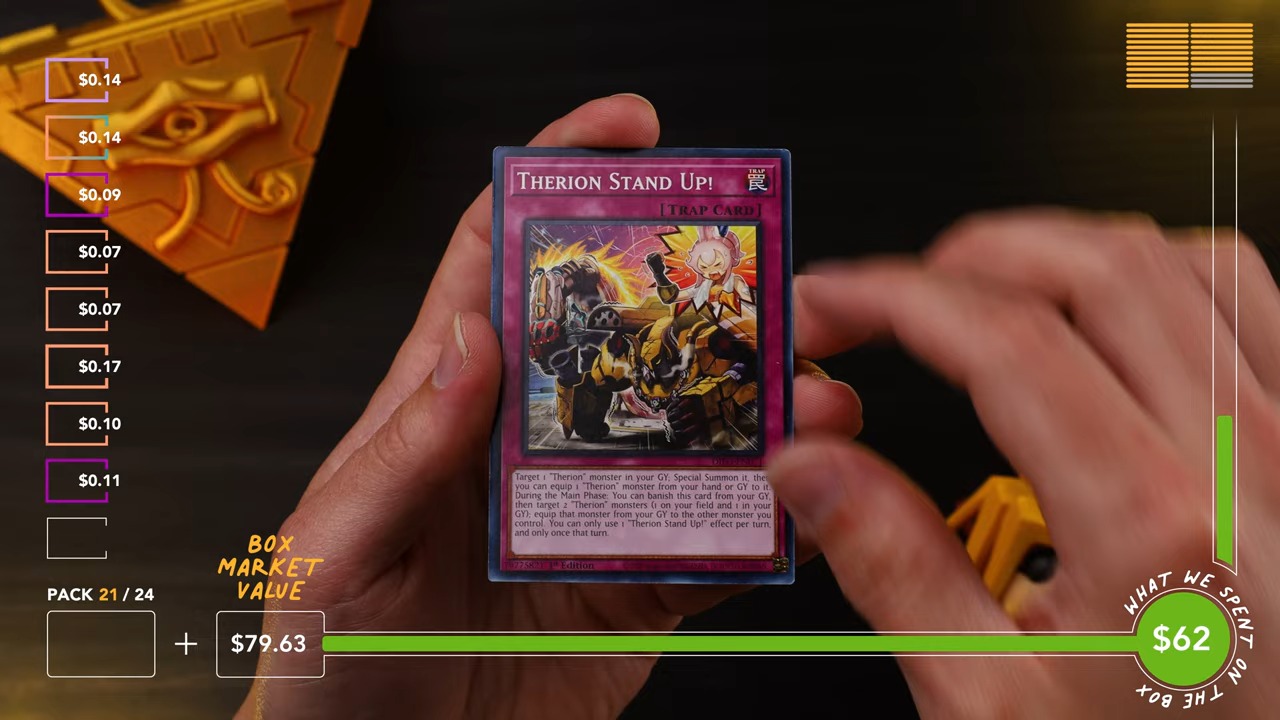 $0.14
$0.14
$0.09
$0.07
$0.07
$0.17
$0.10
$0.11
PACK 21 / 24
BOX
MARKET
VALUE
+
$79.63
THERION STAND UP!
TRAP
罠
[TRAP CARD]
Target 1 "Therion" monster in your GY; Special Summon it, then
you can equip 1 "Therion" monster from your hand or GY to it.
During the Main Phase: You can banish this card from your GY,
then target 2 "Therion" monsters (1 on your field and 1 in your
GY); equip that monster from your GY to the other monster you
control. You can only use 1 "Therion Stand Up!" effect per turn,
and only once that turn.
1st Edition
WHAT WE SPENT ON THE BOX
$62